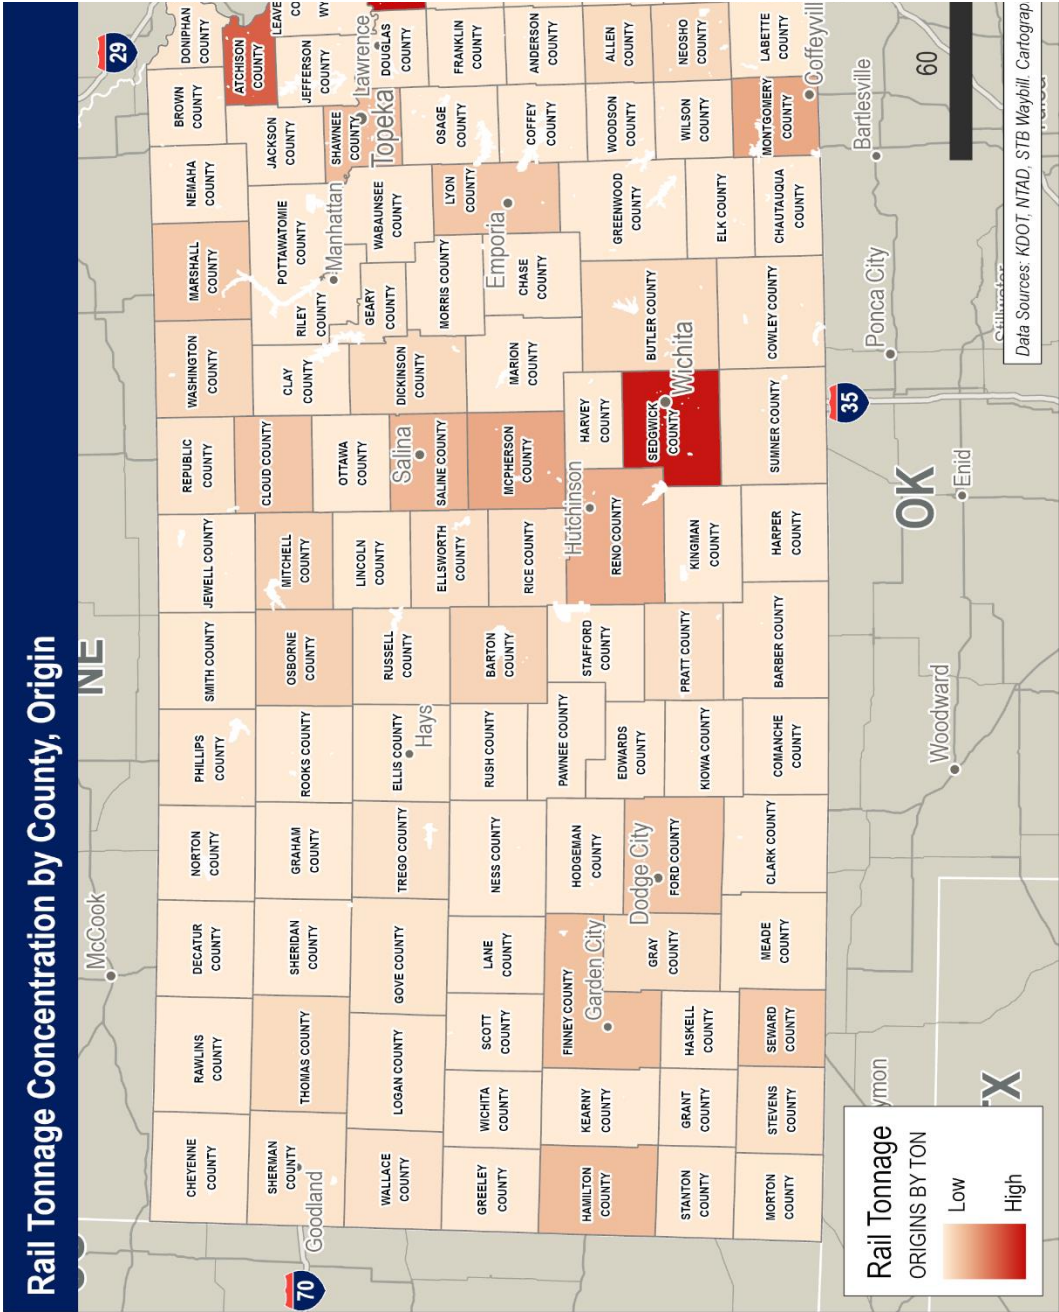 Rail Tonnage Concentration by County, Origin
NE
McCook
29
70
35
OK
TX
CHEYENNE
COUNTY
RAWLINS
COUNTY
DECATUR
COUNTY
NORTON
COUNTY
PHILLIPS
COUNTY
SMITH COUNTY
JEWELL COUNTY
REPUBLIC
COUNTY
WASHINGTON
COUNTY
MARSHALL
COUNTY
NEMAHA
COUNTY
BROWN
COUNTY
DONIPHAN
COUNTY
SHERMAN
COUNTY
Goodland
THOMAS COUNTY
SHERIDAN
COUNTY
GRAHAM
COUNTY
ROOKS COUNTY
OSBORNE
COUNTY
MITCHELL
COUNTY
CLOUD COUNTY
CLAY
COUNTY
RILEY
COUNTY
POTTAWATOMIE
COUNTY
Manhattan
JACKSON
COUNTY
ATCHISON
COUNTY
JEFFERSON
COUNTY
LEAVE
CO
WY
WALLACE
COUNTY
LOGAN COUNTY
GOVE COUNTY
TREGO COUNTY
ELLIS COUNTY
Hays
RUSSELL
COUNTY
LINCOLN
COUNTY
OTTAWA
COUNTY
Salina
SALINE COUNTY
DICKINSON
COUNTY
GEARY
COUNTY
WABAUNSEE
COUNTY
SHAWNEE
COUNTY
Topeka
Lawrence
DOUGLAS
COUNTY
GREELEY
COUNTY
WICHITA
COUNTY
SCOTT
COUNTY
LANE
COUNTY
NESS COUNTY
RUSH COUNTY
BARTON
COUNTY
ELLSWORTH
COUNTY
RICE COUNTY
MCPHERSON
COUNTY
MARION
COUNTY
MORRIS COUNTY
CHASE
COUNTY
LYON
COUNTY
Emporia
OSAGE
COUNTY
FRANKLIN
COUNTY
COFFEY
COUNTY
ANDERSON
COUNTY
HAMILTON
COUNTY
KEARNY
COUNTY
FINNEY COUNTY
Garden City
HODGEMAN
COUNTY
PAWNEE COUNTY
STAFFORD
COUNTY
Hutchinson
RENO COUNTY
HARVEY
COUNTY
BUTLER COUNTY
GREENWOOD
COUNTY
WOODSON
COUNTY
ALLEN
COUNTY
GRAY
COUNTY
Dodge City
FORD COUNTY
EDWARDS
COUNTY
PRATT COUNTY
KINGMAN
COUNTY
SEDGWICK
COUNTY
Wichita
ELK COUNTY
WILSON
COUNTY
NEOSHO
COUNTY
STANTON
COUNTY
GRANT
COUNTY
HASKELL
COUNTY
KIOWA COUNTY
MORTON
COUNTY
STEVENS
COUNTY
SEWARD
COUNTY
MEADE
COUNTY
CLARK COUNTY
COMANCHE
COUNTY
BARBER COUNTY
HARPER
COUNTY
SUMNER COUNTY
COWLEY COUNTY
CHAUTAUQUA
COUNTY
MONTGOMERY
COUNTY
LABETTE
COUNTY
Coffeyvill
Bartlesville
Ponca City
Enid
Woodward
ymon
Rail Tonnage
ORIGINS BY TON
Low
High
60
Data Sources: KDOT, NTAD, STB Waybill. Cartograp